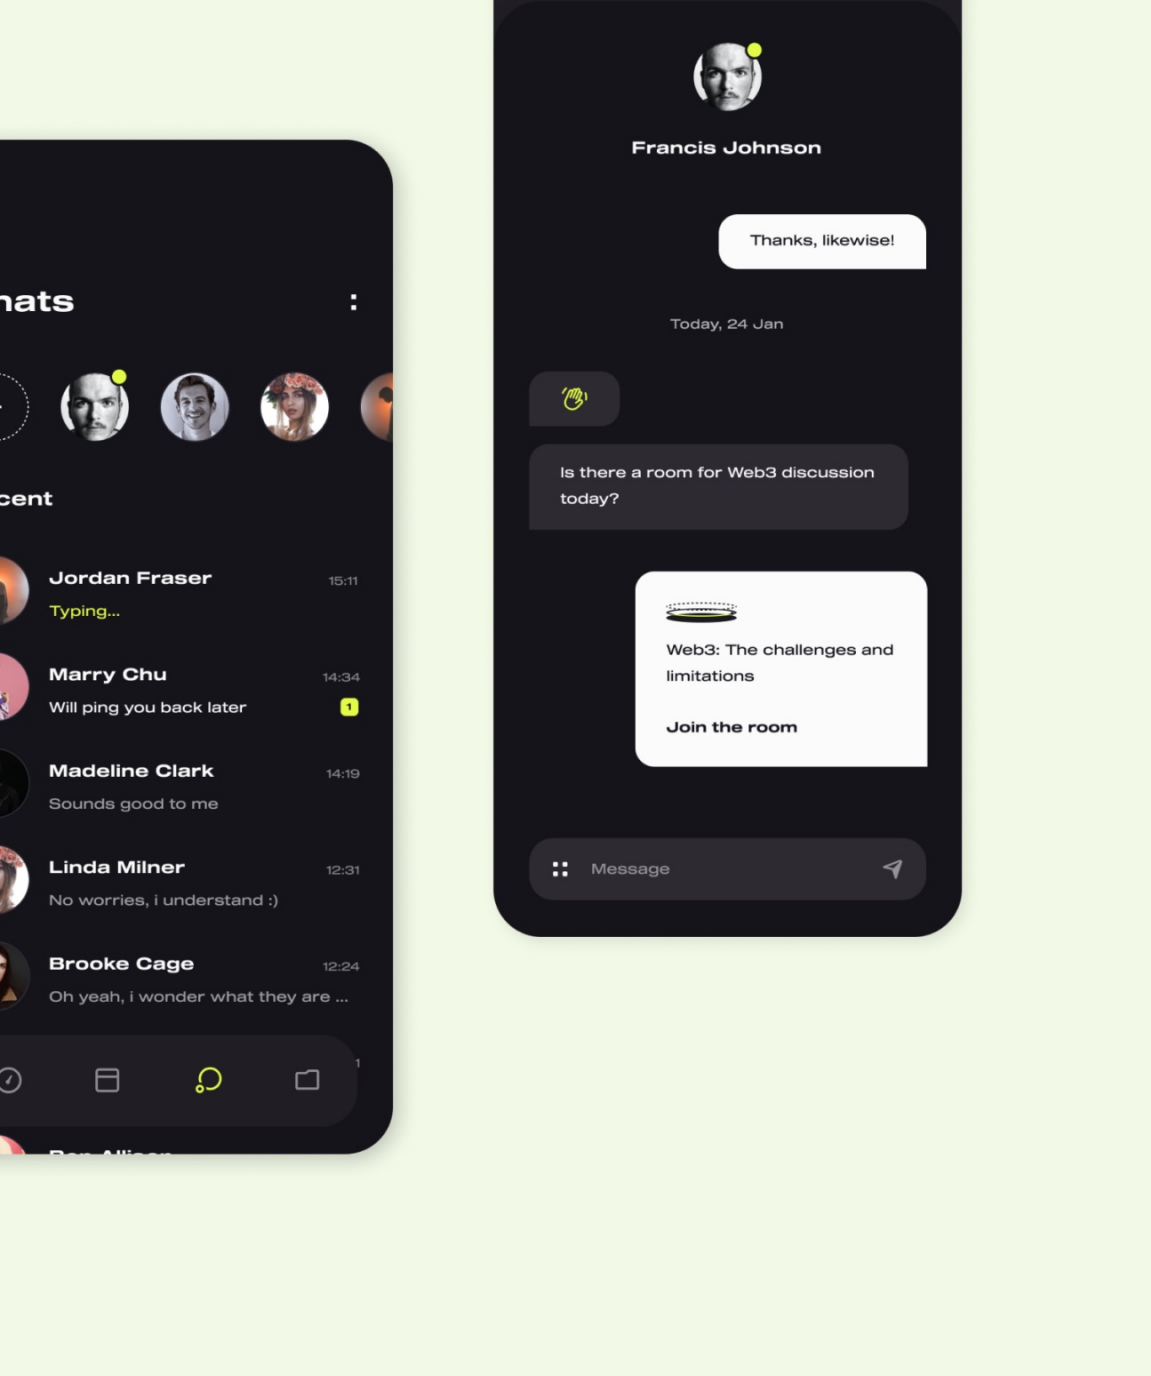 hats
cent
Jordan Fraser
15:11
Typing...
Marry Chu
14:34
Will ping you back later
1
Madeline Clark
14:19
Sounds good to me
Linda Milner
12:31
No worries, i understand :)
Brooke Cage
12:24
Oh yeah, i wonder what they are ...
1
Francis Johnson
Thanks, likewise!
Today, 24 Jan
Is there a room for Web3 discussion
today?
Web3: The challenges and
limitations
Join the room
Message